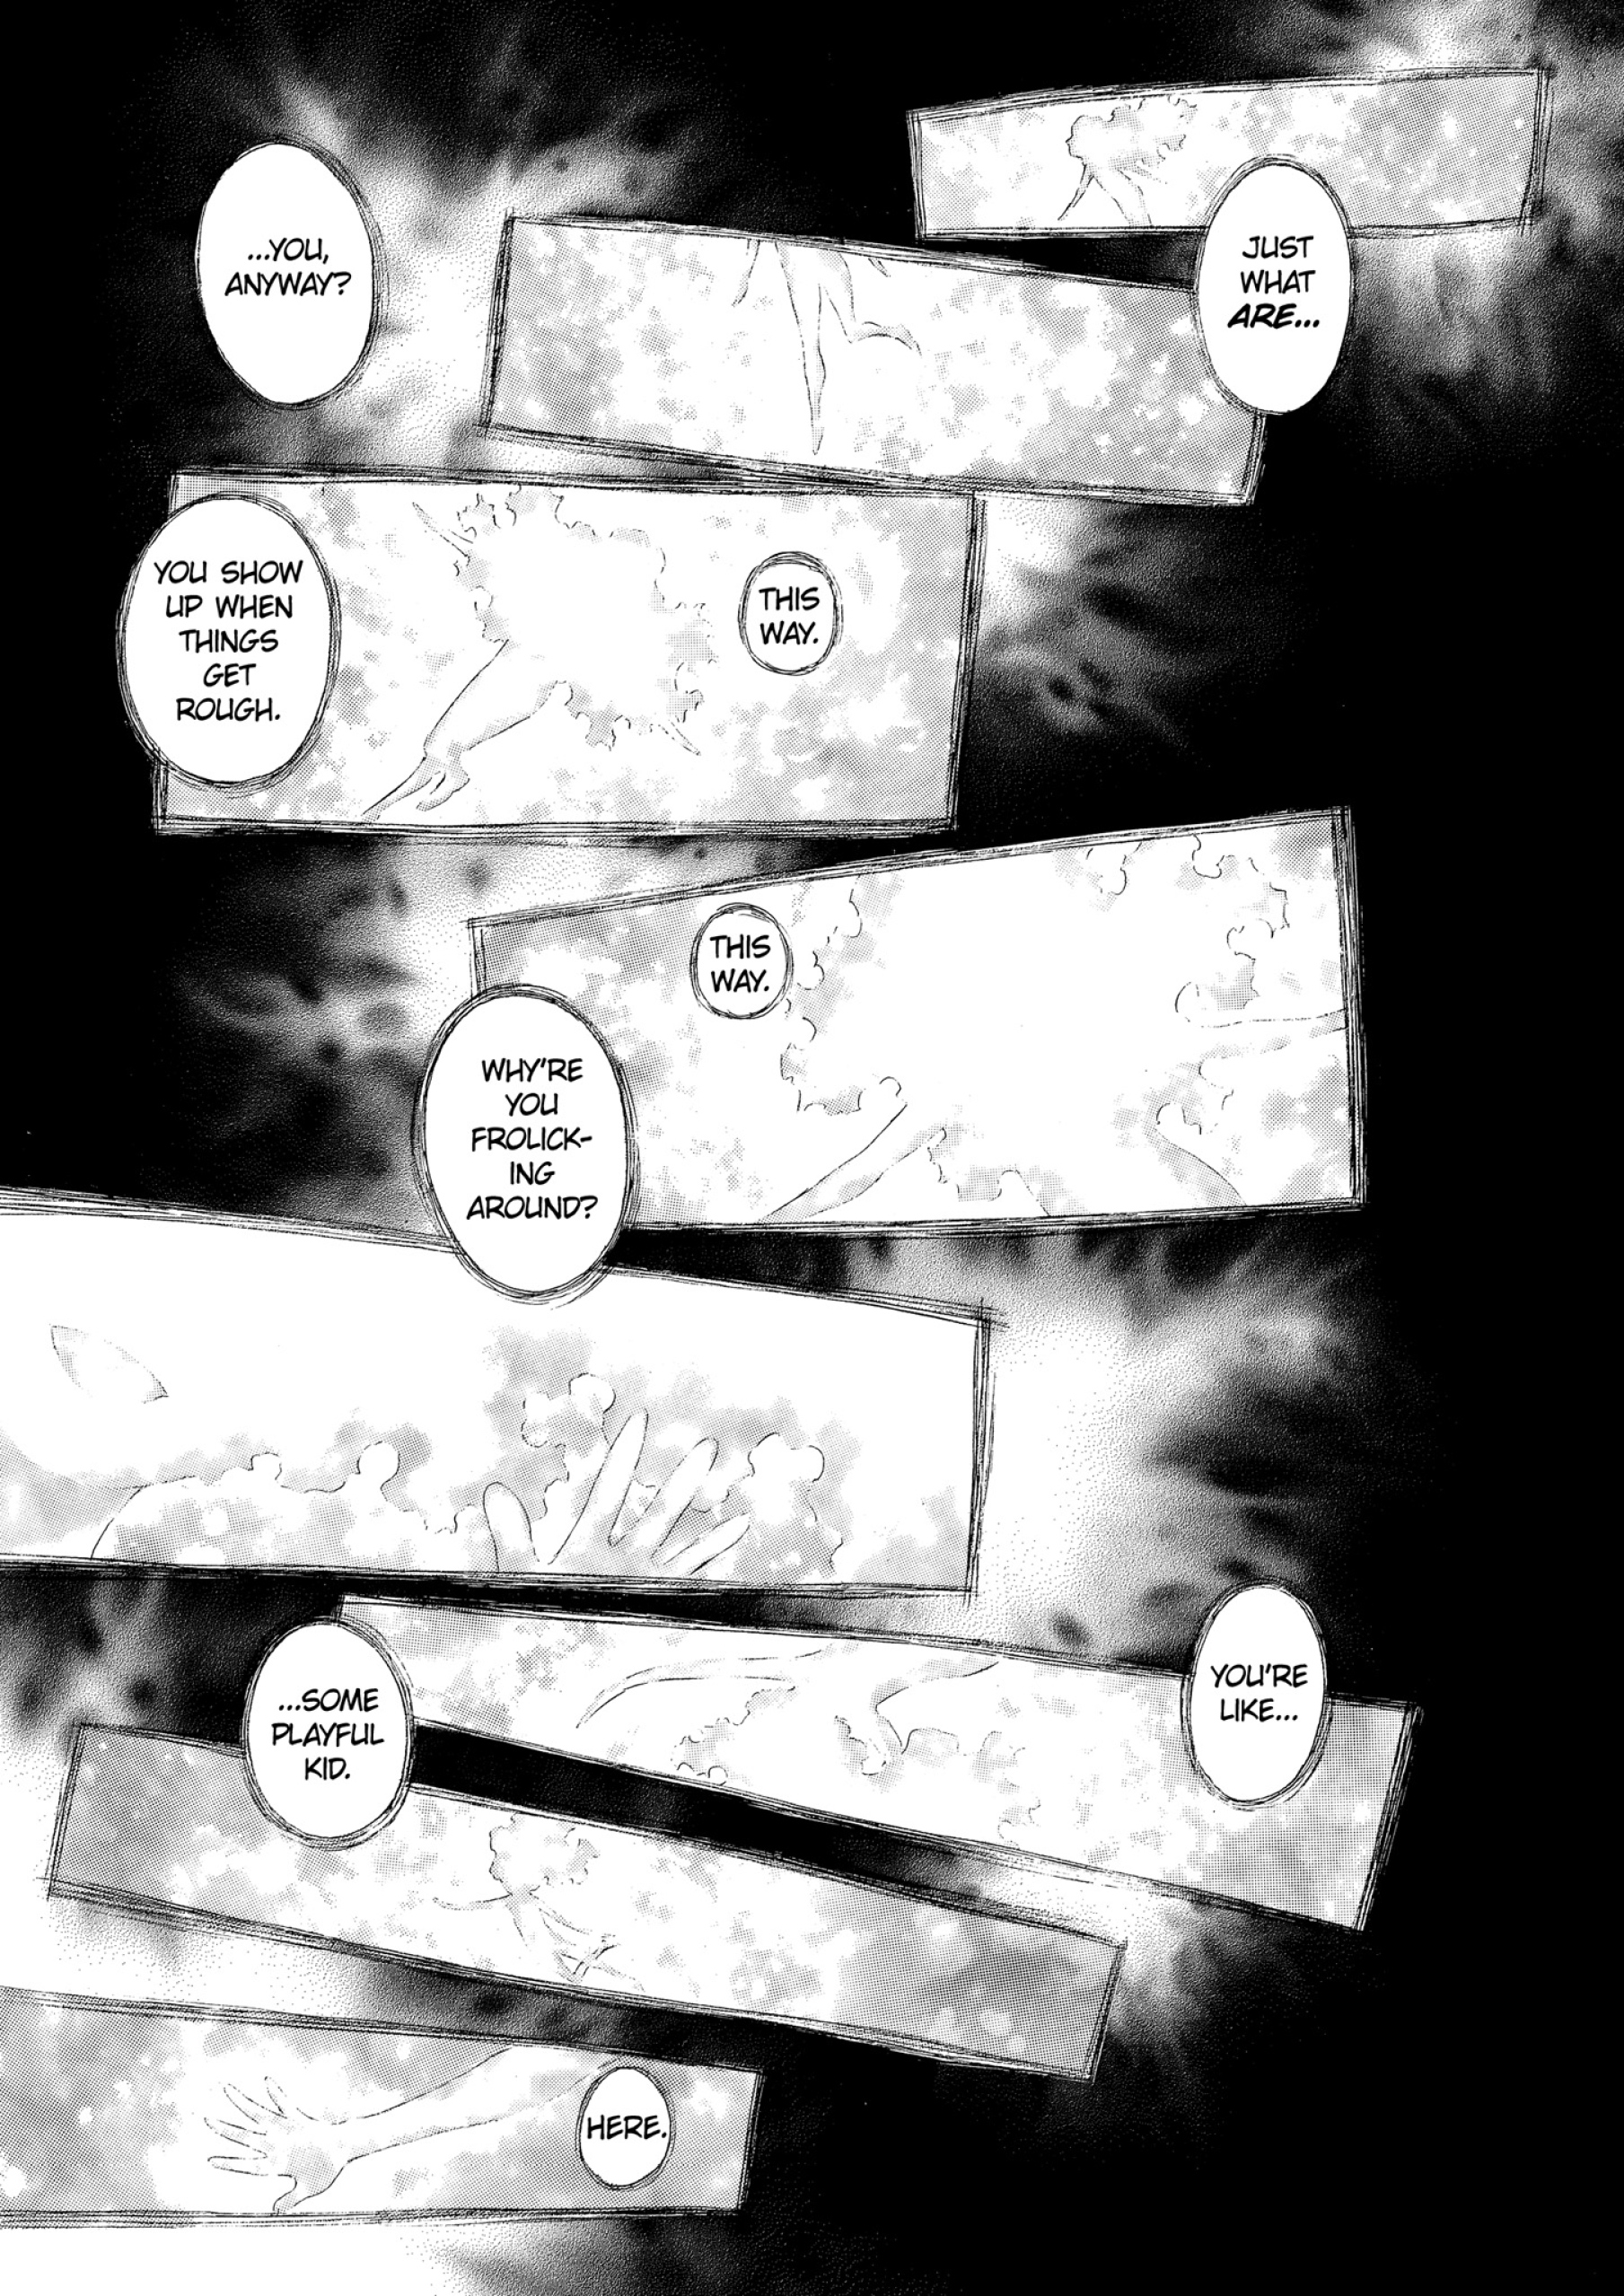 JUST
WHAT
ARE...
...YOU,
ANYWAY?
THIS
WAY.
YOU SHOW
UP WHEN
THINGS
GET
ROUGH.
THIS
WAY.
WHY'RE
YOU
FROLICK-
ING
AROUND?
YOU'RE
LIKE...
...SOME
PLAYFUL
KID.
HERE.